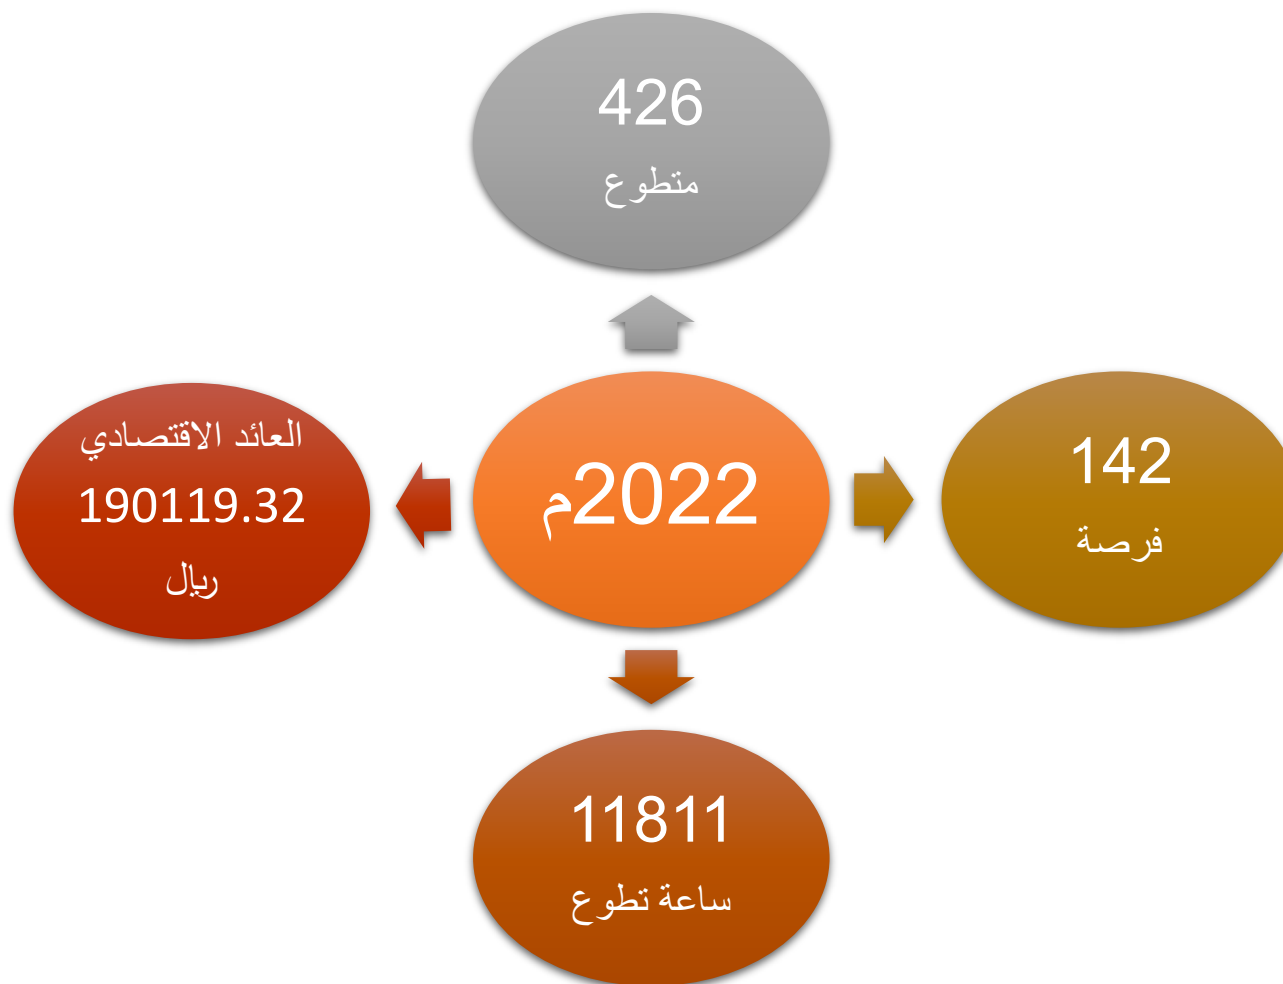 426
متطوع
2022م
142
فرصة
العائد الاقتصادي
190119.32
ريال
11811
ساعة تطوع